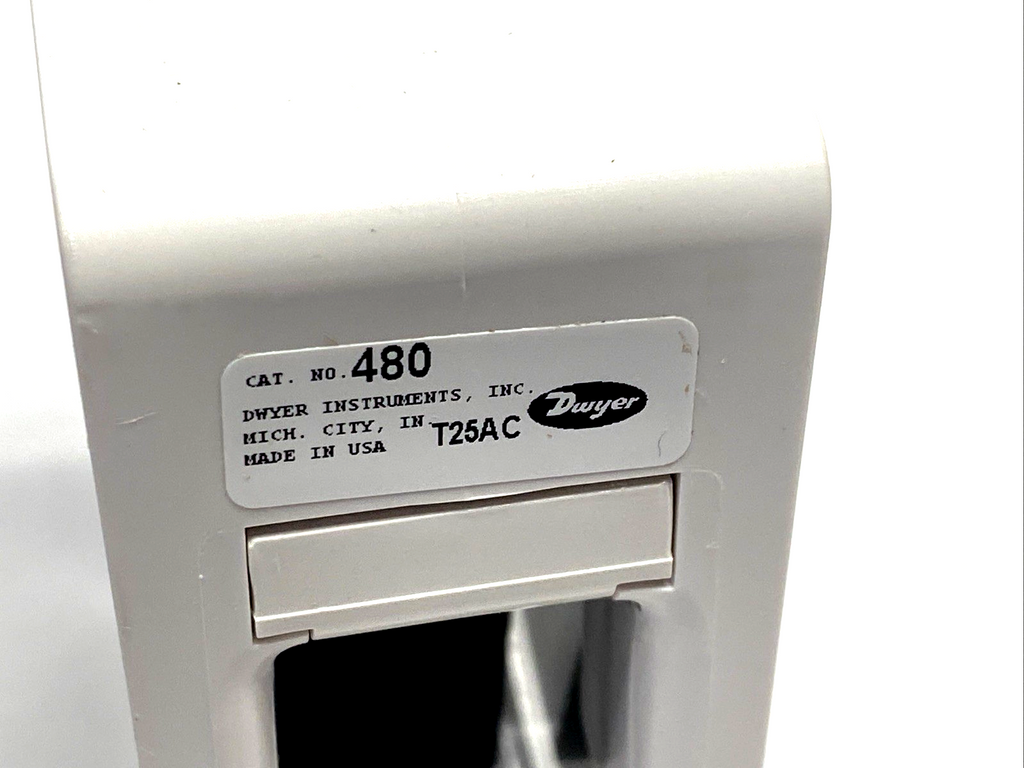 CAT. NO. 480
DWYER INSTRUMENTS, INC.
MICH. CITY, IN.
MADE IN USA
T25AC
Dwyer